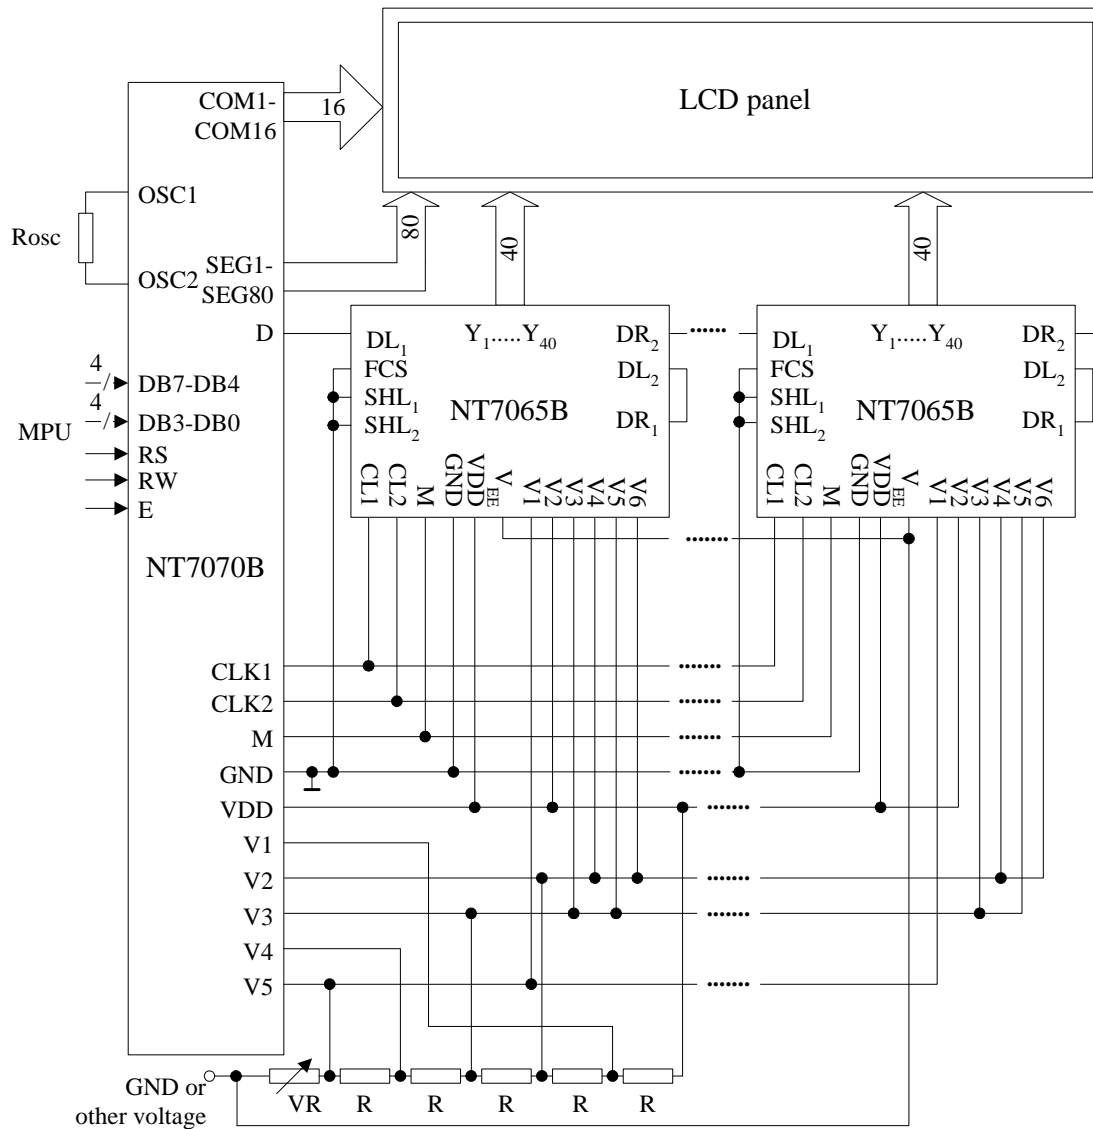 LCD panel
COM1-
COM16
16
OSC1
Rosc
OSC2
SEG1-
SEG80
80
40
40
D
DL1
Y1.....Y40
DR2
FCS
DL2
SHL1
NT7065B
SHL2
DR1
CL1
CL2
M
GND
VDD
VEE
V1
V2
V3
V4
V5
V6
DL1
Y1.....Y40
DR2
FCS
DL2
SHL1
NT7065B
SHL2
DR1
CL1
CL2
M
GND
VDD
VEE
V1
V2
V3
V4
V5
V6
4
DB7-DB4
4
MPU
DB3-DB0
RS
RW
E
NT7070B
CLK1
CLK2
M
GND
VDD
V1
V2
V3
V4
V5
GND or
other voltage
VR
R
R
R
R
R